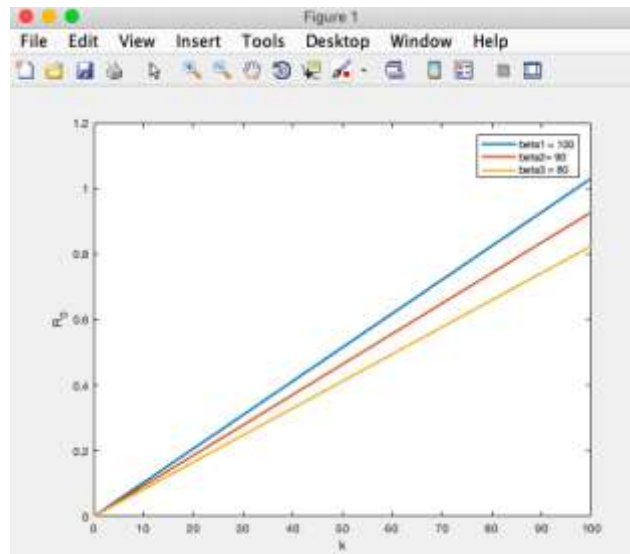 Figure 1
File Edit View Insert Tools Desktop Window Help
1.2
beta1 = 100
beta2= 90
beta3 = 80
1
0.8
0.6
R0
0.4
0.2
0
0 10 20 30 40 50 60 70 80 90 100
k